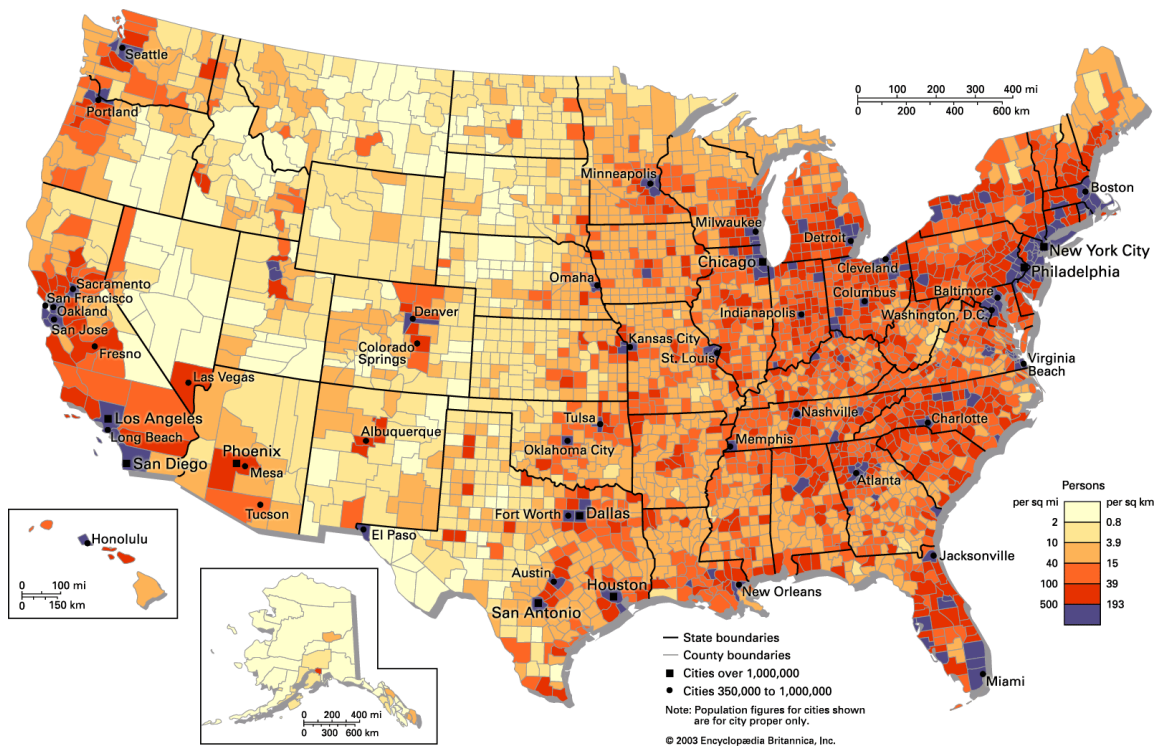 Seattle
Portland
Minneapolis
Milwaukee
Detroit
Chicago
Cleveland
Boston
New York City
Philadelphia
Baltimore
Washington, D.C.
Columbus
Indianapolis
Omaha
Sacramento
San Francisco
Oakland
San Jose
Fresno
Denver
Colorado
Springs
Kansas City
St. Louis
Virginia
Beach
Las Vegas
Los Angeles
Long Beach
San Diego
Phoenix
Mesa
Tucson
Albuquerque
Tulsa
Oklahoma City
Nashville
Memphis
Charlotte
Atlanta
Fort Worth
Dallas
El Paso
Austin
Houston
San Antonio
New Orleans
Jacksonville
Miami
Honolulu
0 100 200 300 400 mi
0 100 200 300 400 600 km
0 100 mi
0 150 km
0 200 400 mi
0 300 600 km
Persons
per sq mi per sq km
2 0.8
10 3.9
40 15
100 39
500 193
State boundaries
County boundaries
Cities over 1,000,000
Cities 350,000 to 1,000,000
Note: Population figures for cities shown
are for city proper only.
© 2003 Encyclopædia Britannica, Inc.